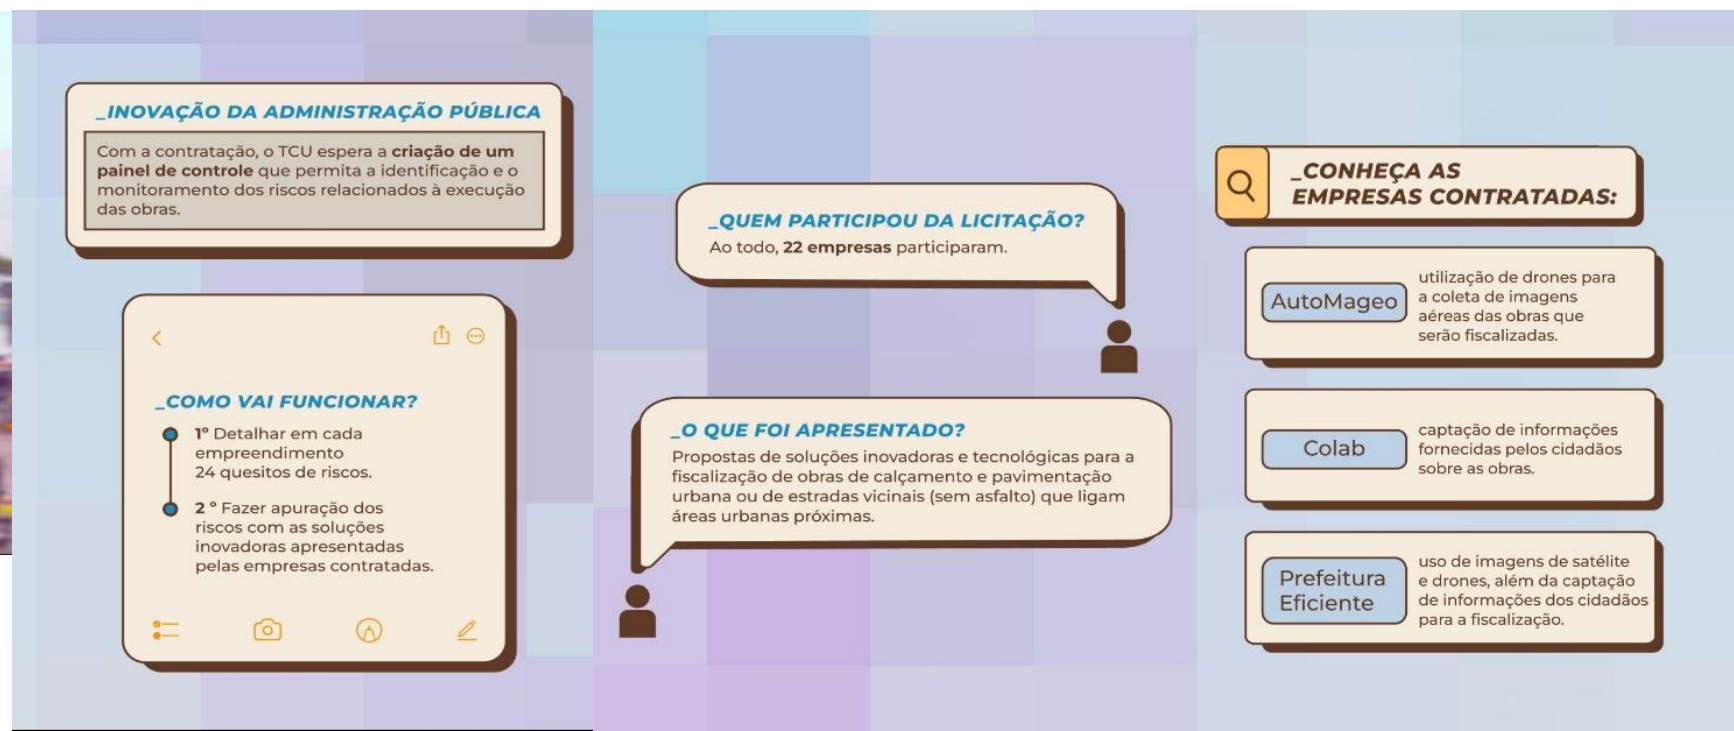 _INOVAÇÃO DA ADMINISTRAÇÃO PÚBLICA
Com a contratação, o TCU espera a criação de um
painel de controle que permita a identificação e o
monitoramento dos riscos relacionados à execução
das obras.
_COMO VAI FUNCIONAR?
1º Detalhar em cada
empreendimento
24 quesitos de riscos.
2 º Fazer apuração dos
riscos com as soluções
inovadoras apresentadas
pelas empresas contratadas.
_QUEM PARTICIPOU DA LICITAÇÃO?
Ao todo, 22 empresas participaram.
_O QUE FOI APRESENTADO?
Propostas de soluções inovadoras e tecnológicas para a
fiscalização de obras de calçamento e pavimentação
urbana ou de estradas vicinais (sem asfalto) que ligam
áreas urbanas próximas.
_CONHEÇA AS
EMPRESAS CONTRATADAS:
AutoMageo
utilização de drones para
a coleta de imagens
aéreas das obras que
serão fiscalizadas.
Colab
captação de informações
fornecidas pelos cidadãos
sobre as obras.
Prefeitura
Eficiente
uso de imagens de satélite
e drones, além da captação
de informações dos cidadãos
para a fiscalização.